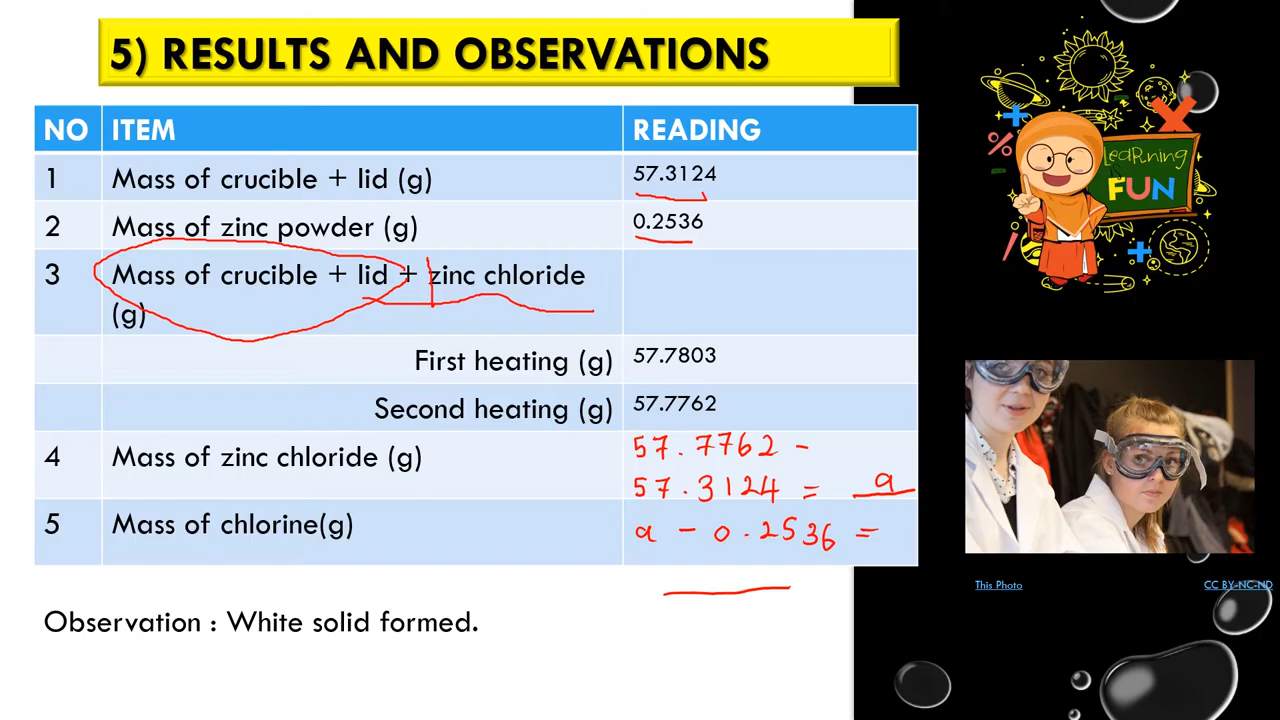 5) RESULTS AND OBSERVATIONS
NO ITEM READING
1 Mass of crucible + lid (g) 57.3124
2 Mass of zinc powder (g) 0.2536
3 Mass of crucible + lid + zinc chloride
(g)
First heating (g) 57.7803
Second heating (g) 57.7762
4 Mass of zinc chloride (g) 57.7762 -
57.3124 = a
5 Mass of chlorine(g) a - 0.2536 =
Observation : White solid formed.
LeaRning
FUN
This Photo CC BY-NC-ND